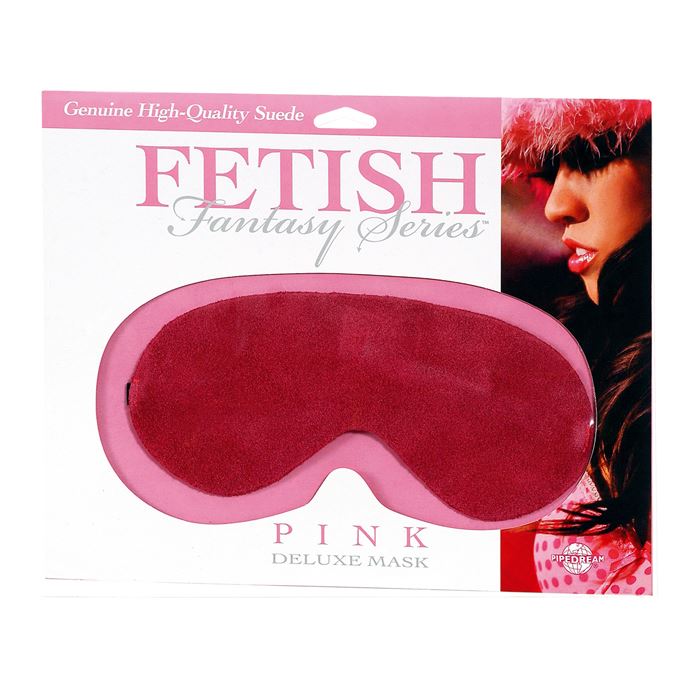 Genuine High-Quality Suede
FETISH
Fantasy Series™
PINK
DELUXE MASK
PIPEDREAM